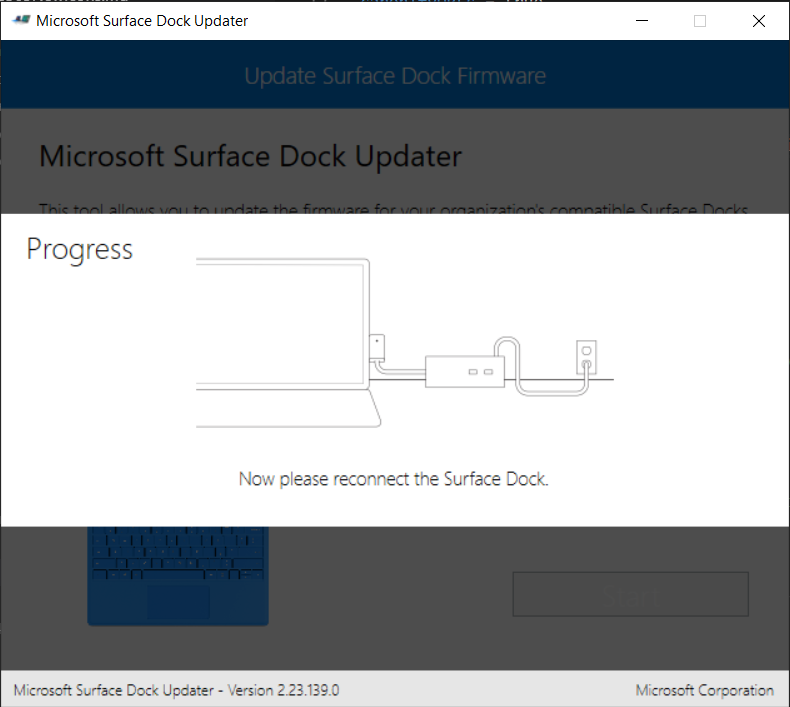 Microsoft Surface Dock Updater
Update Surface Dock Firmware
Microsoft Surface Dock Updater
This tool allows you to update the firmware for your organization's compatible Surface Docks
Progress
Now please reconnect the Surface Dock.
Start
Microsoft Surface Dock Updater - Version 2.23.139.0
Microsoft Corporation